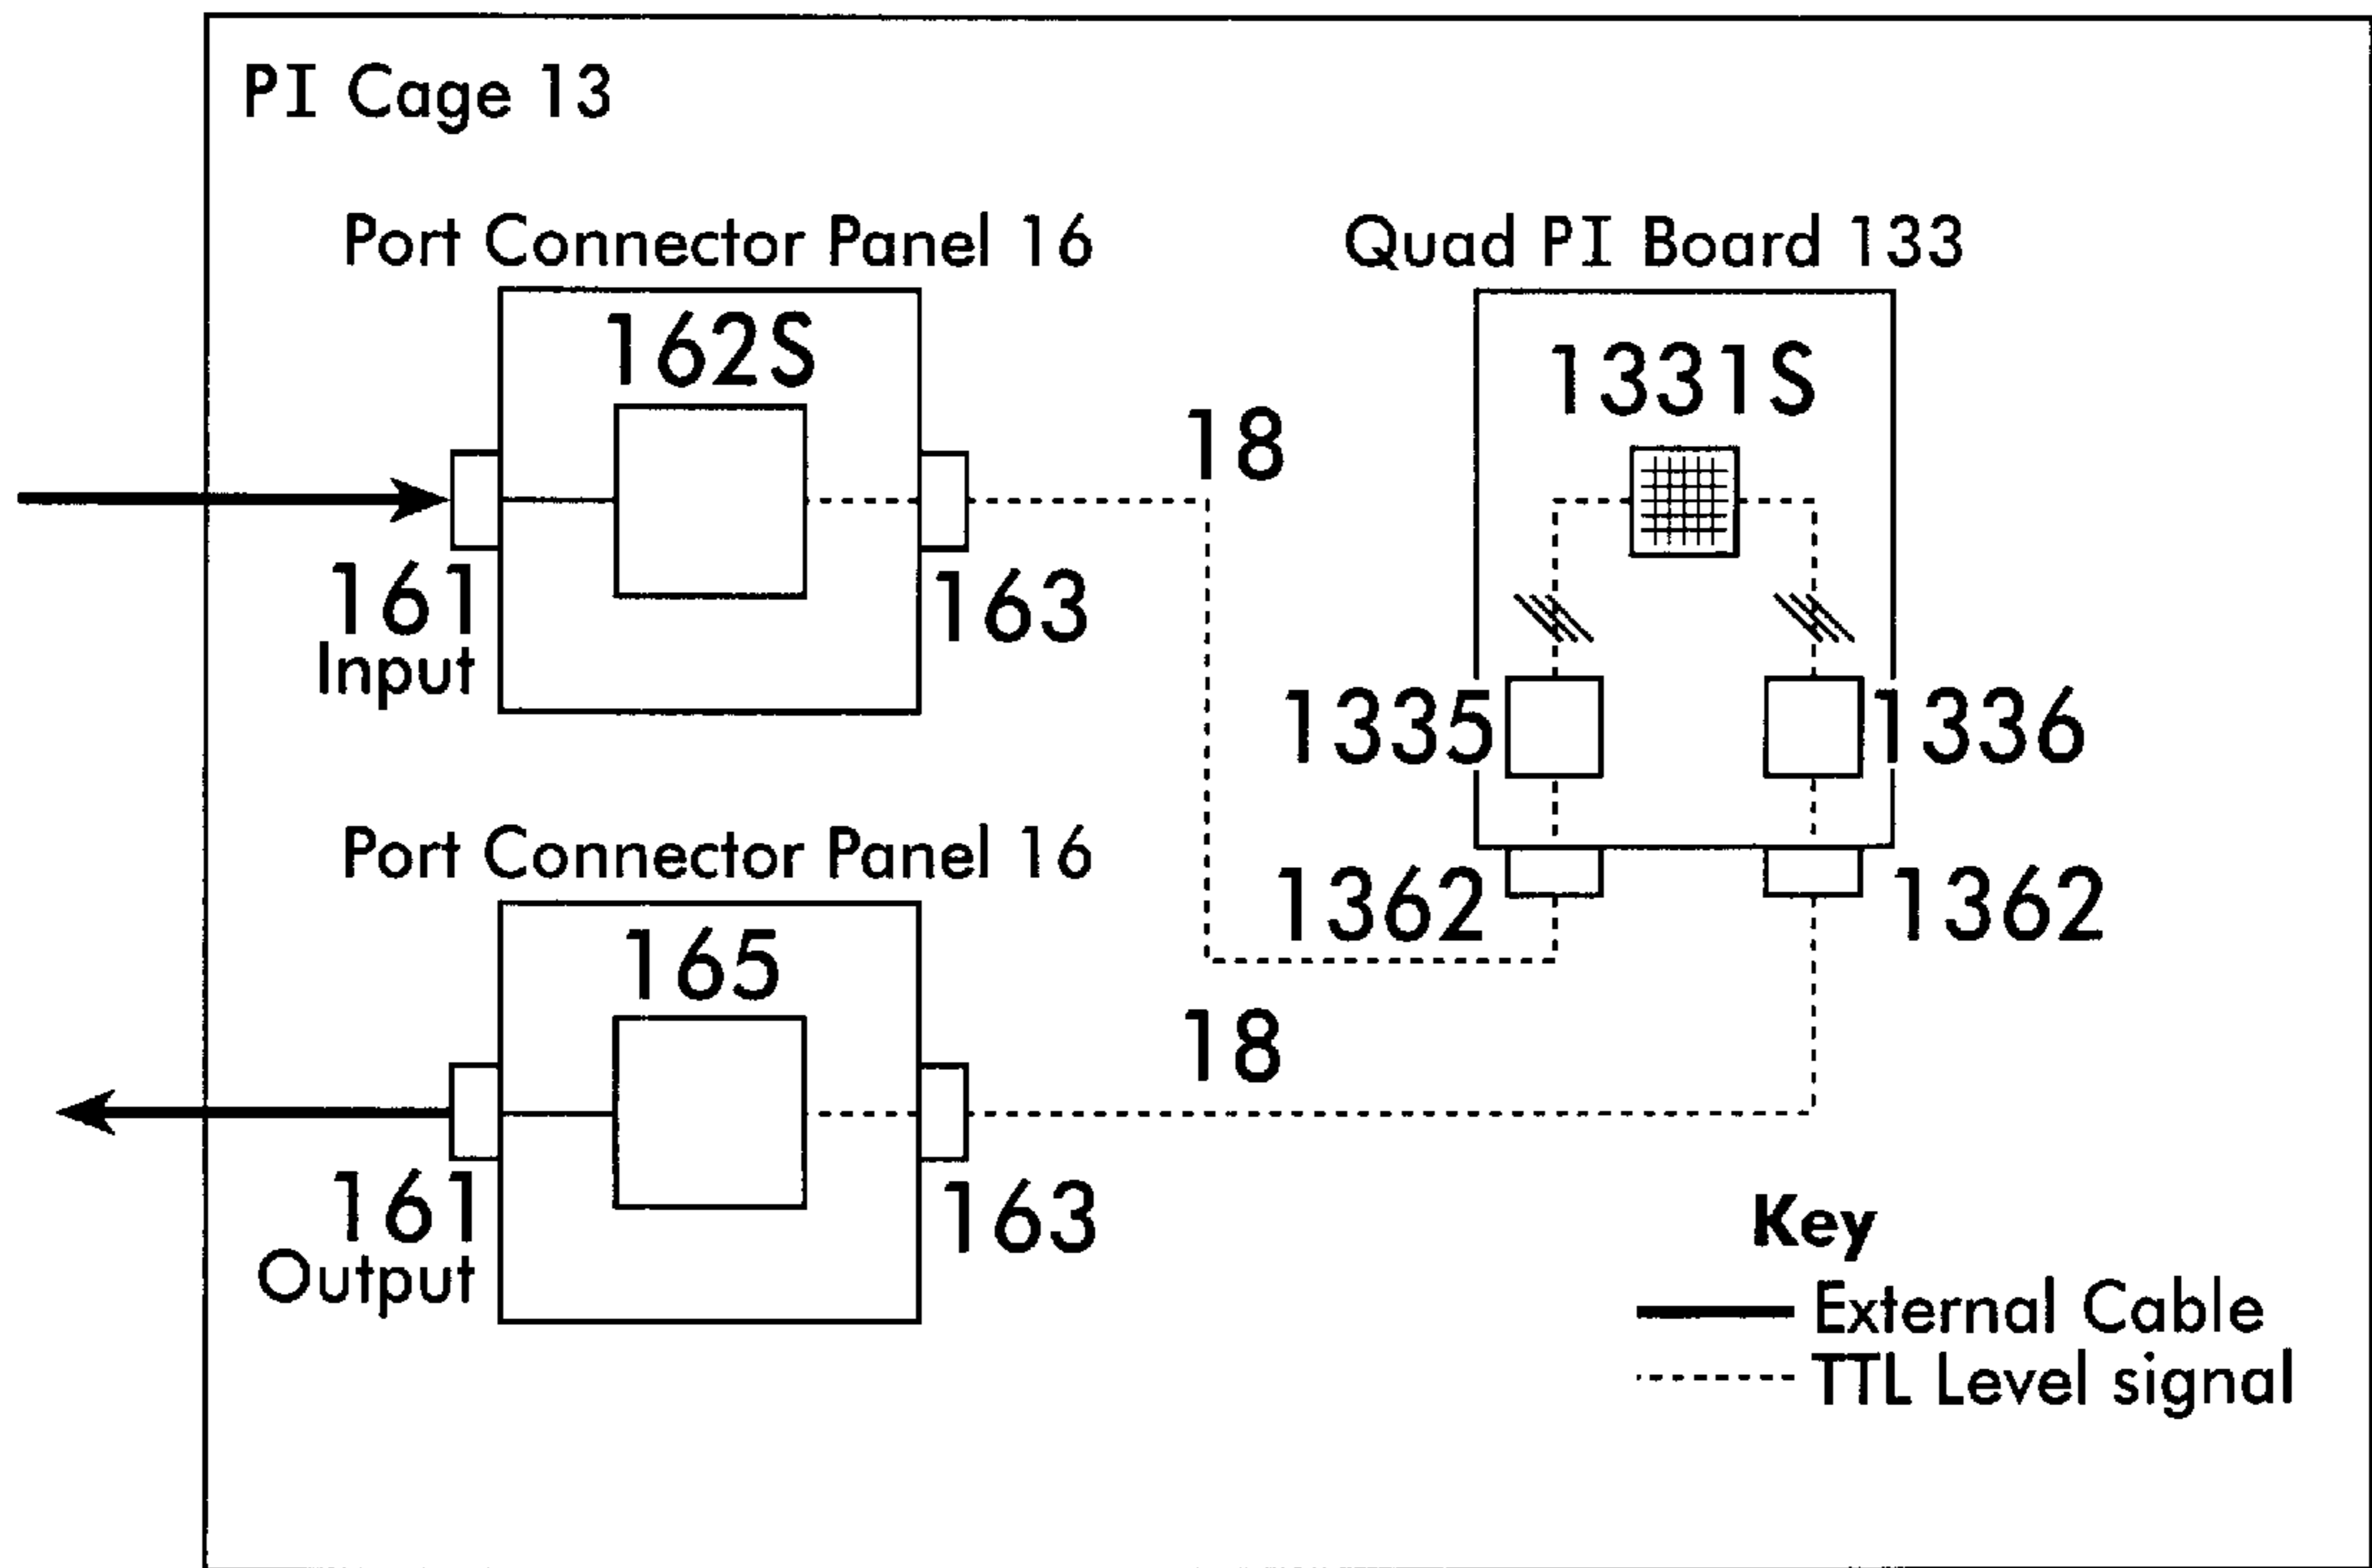 PI Cage 13
Port Connector Panel 16
162S
161
Input
163
18
Quad PI Board 133
1331S
1335
1336
1362
1362
Port Connector Panel 16
165
161
Output
163
18
Key
External Cable
TTL Level signal